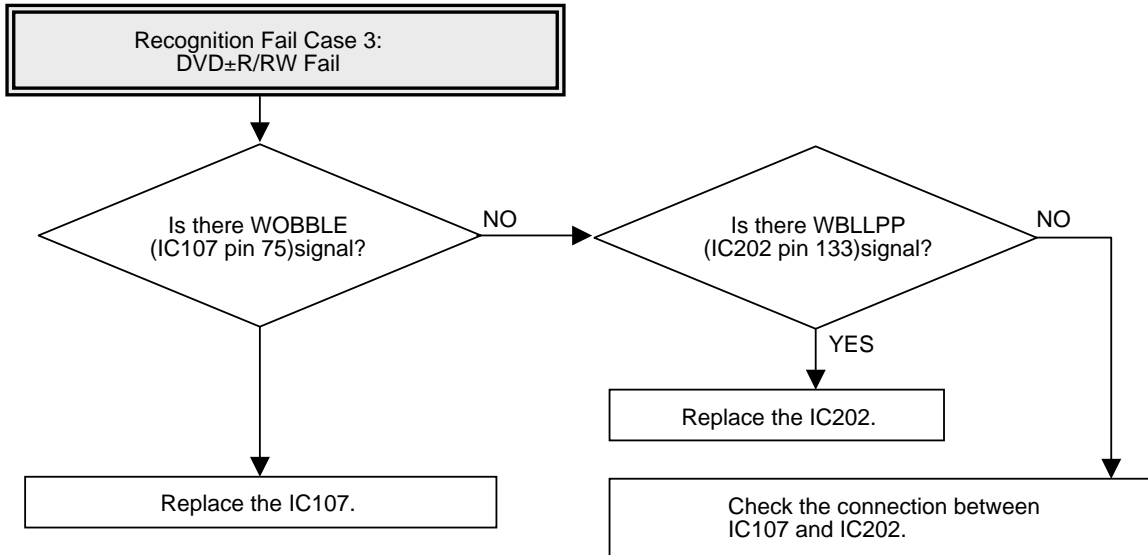 Recognition Fail Case 3:
DVD±R/RW Fail
Is there WOBBLE
(IC107 pin 75)signal?
NO
Is there WBLLPP
(IC202 pin 133)signal?
NO
YES
Replace the IC202.
Replace the IC107.
Check the connection between
IC107 and IC202.